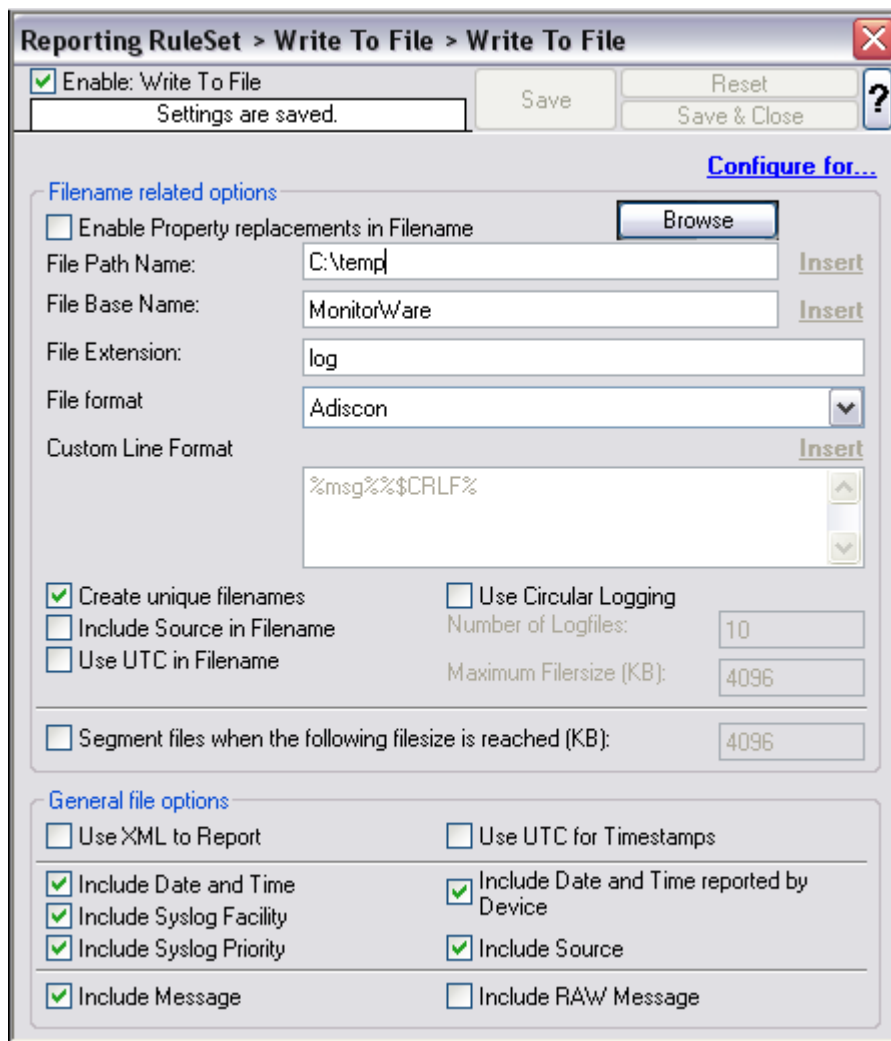 Reporting RuleSet > Write To File > Write To File
Enable: Write To File
Settings are saved.
Save
Reset
Save & Close
?
Configure for...
Filename related options
Enable Property replacements in Filename
Browse
File Path Name:
C:\temp
Insert
File Base Name:
MonitorWare
Insert
File Extension:
log
File format
Adiscon
Custom Line Format
Insert
%msg%%$CRLF%
Create unique filenames
Use Circular Logging
Include Source in Filename
Number of Logfiles:
10
Use UTC in Filename
Maximum Filersize (KB):
4096
Segment files when the following filesize is reached (KB):
4096
General file options
Use XML to Report
Use UTC for Timestamps
Include Date and Time
Include Date and Time reported by
Device
Include Syslog Facility
Include Syslog Priority
Include Source
Include Message
Include RAW Message